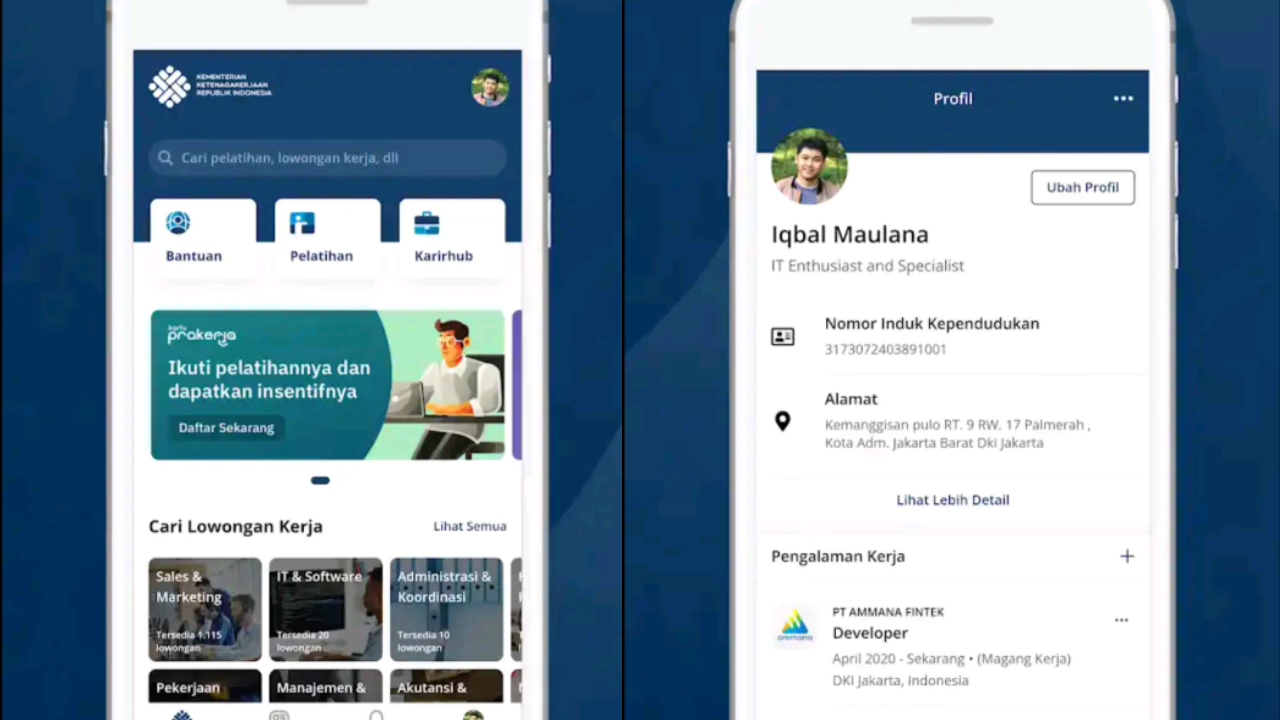 KEMENTERIAN
KETENAGAKERJAAN
REPUBLIK INDONESIA
Cari pelatihan, lowongan kerja, dll
Bantuan
Pelatihan
Karirhub
kartu
prakerja
Ikuti pelatihannya dan
dapatkan insentifnya
Daftar Sekarang
Cari Lowongan Kerja
Lihat Semua
Sales &
Marketing
Tersedia 1.115
lowongan
IT & Software
Tersedia 20
lowongan
Administrasi &
Koordinasi
Tersedia 10
lowongan
Pekerjaan
Manajemen &
Akutansi &
Profil
Ubah Profil
Iqbal Maulana
IT Enthusiast and Specialist
Nomor Induk Kependudukan
3173072403891001
Alamat
Kemanggisan pulo RT. 9 RW. 17 Palmerah ,
Kota Adm. Jakarta Barat Dki Jakarta
Lihat Lebih Detail
Pengalaman Kerja
ammana
PT AMMANA FINTEK
Developer
April 2020 - Sekarang • (Magang Kerja)
DKI Jakarta, Indonesia